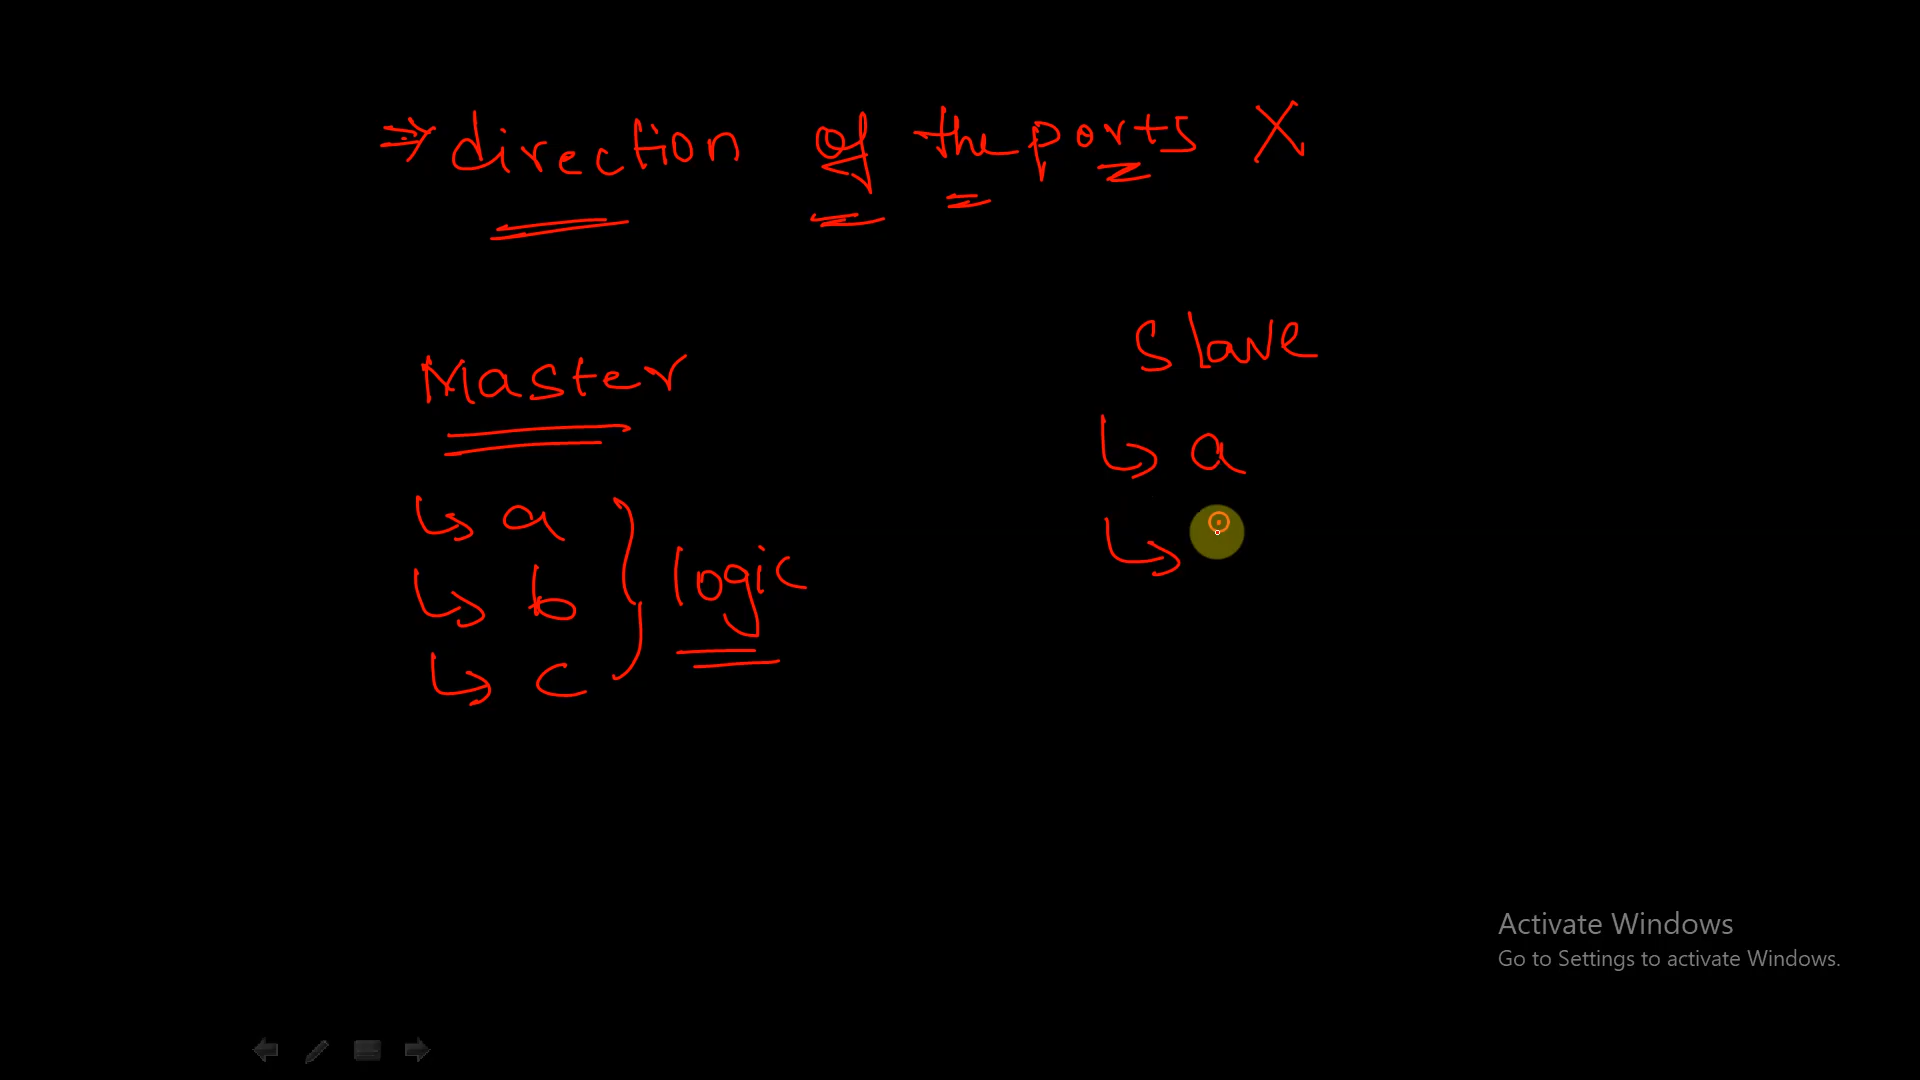 ⇒ direction of the ports X
Master
↳ a
↳ b
↳ c
logic
Slave
↳ a
↳
Activate Windows
Go to Settings to activate Windows.